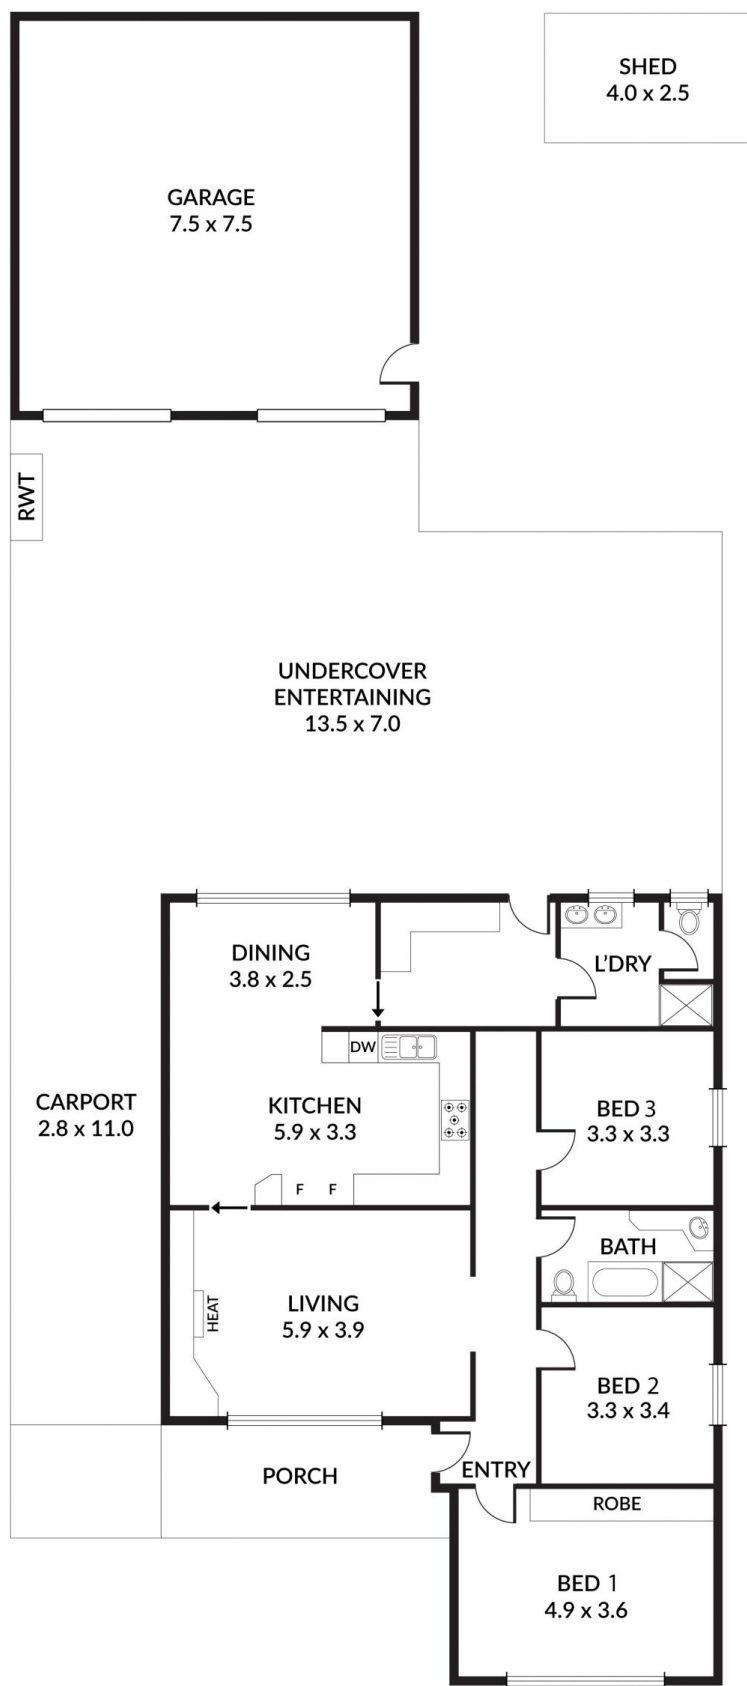 SHED
4.0 x 2.5
GARAGE
7.5 x 7.5
RWT
UNDERCOVER
ENTERTAINING
13.5 x 7.0
DINING
3.8 x 2.5
L'DRY
DW
CARPORT
2.8 x 11.0
KITCHEN
5.9 x 3.3
BED 3
3.3 x 3.3
F F
BATH
HEAT
LIVING
5.9 x 3.9
BED 2
3.3 x 3.4
PORCH
ENTRY
ROBE
BED 1
4.9 x 3.6